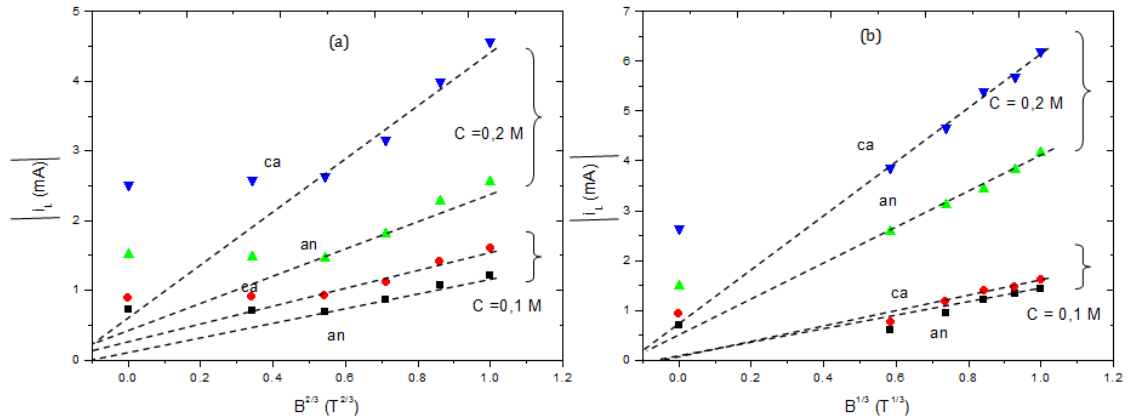 (a)
5
4
3
2
1
0
0.0 0.2 0.4 0.6 0.8 1.0 1.2
B^{2/3} (T^{2/3})
|i_L (mA)|
ca
C =0,2 M
an
ca
C = 0,1 M
an
(b)
7
6
5
4
3
2
1
0
0.0 0.2 0.4 0.6 0.8 1.0 1.2
B^{1/3} (T^{1/3})
|i_L (mA)|
C = 0,2 M
ca
an
ca
C = 0,1 M
an